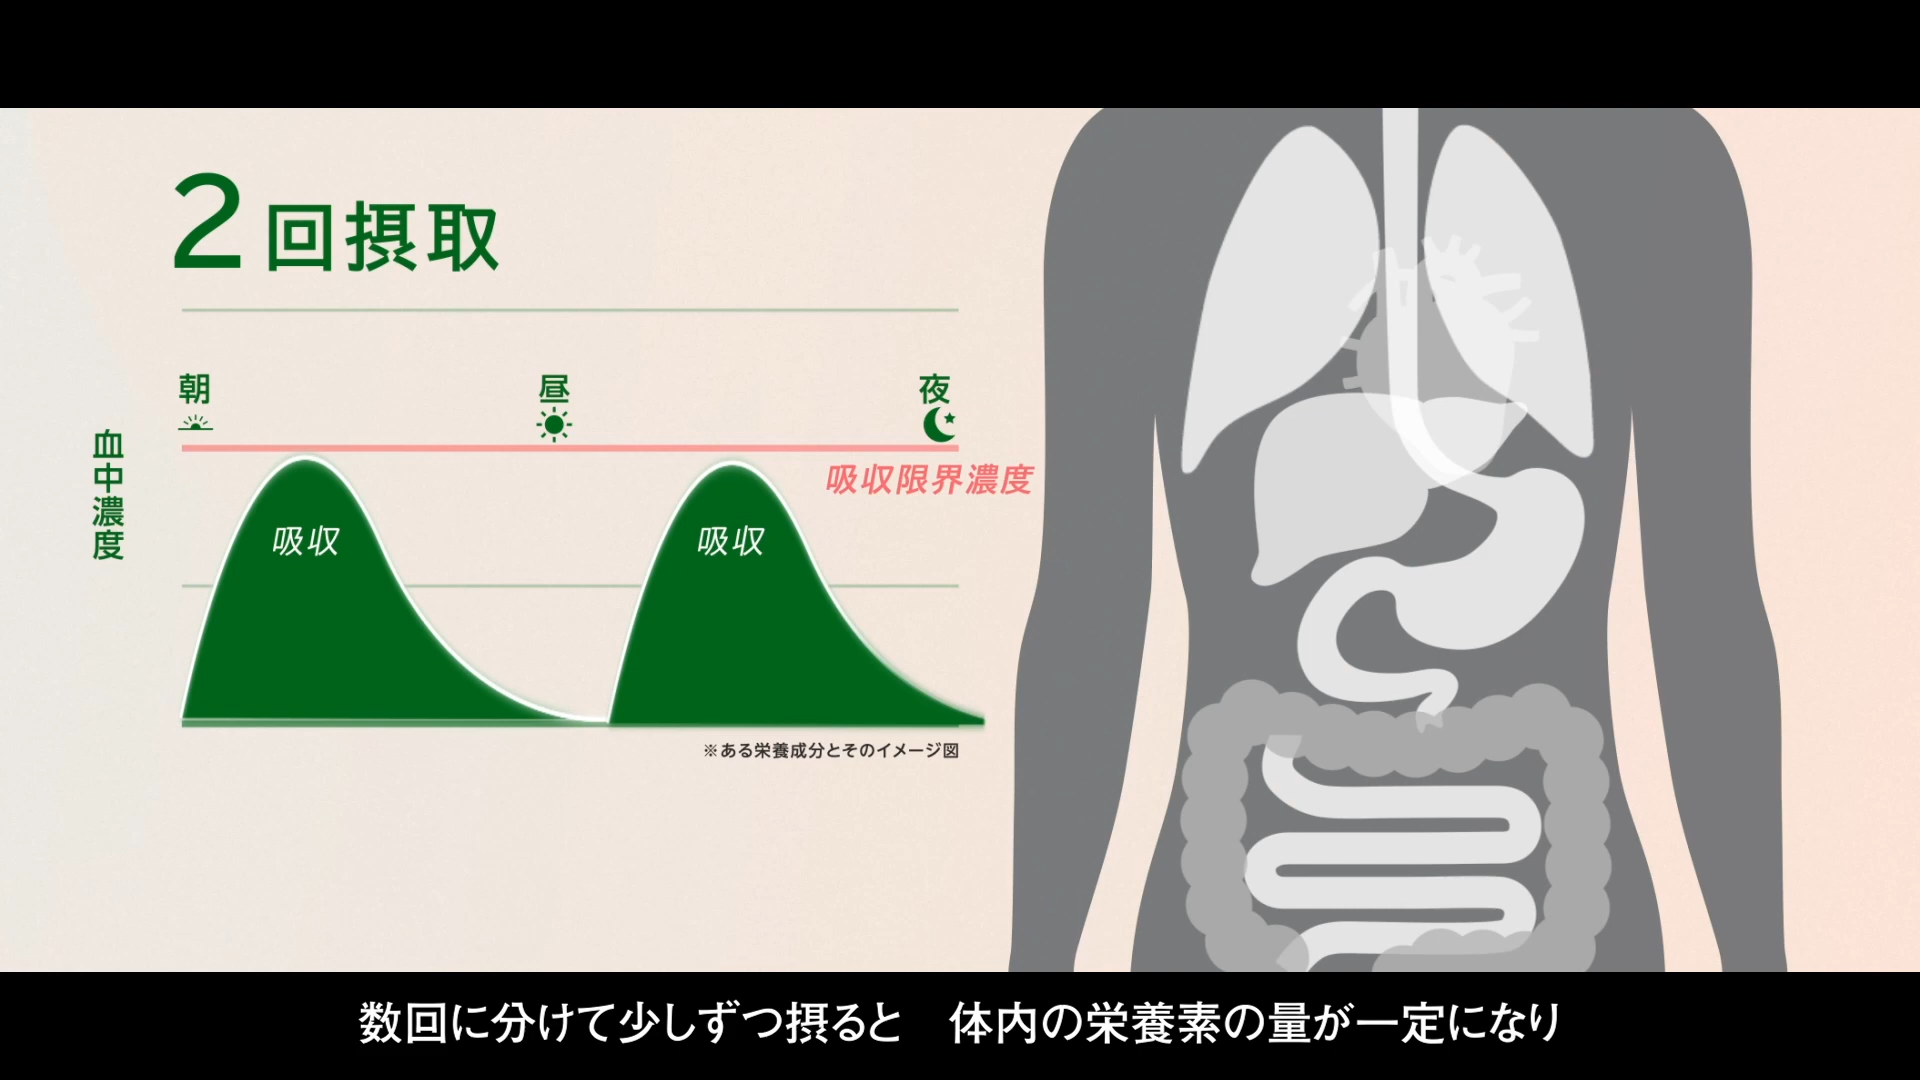 2回摂取
朝
昼
夜
血中濃度
吸収限界濃度
吸収
吸収
※ある栄養成分とそのイメージ図
数回に分けて少しずつ摂ると　体内の栄養素の量が一定になり